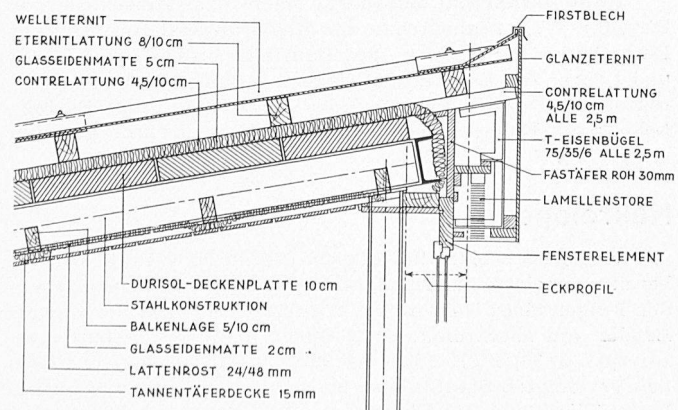 WELLETERNIT
ETERNITLATTUNG 8/10 cm
GLASSEIDENMATTE 5 cm
CONTRELATTUNG 4,5/10 cm
FIRSTBLECH
GLANZETERNIT
CONTRELATTUNG
4,5/10 cm
ALLE 2,5 m
T-EISENBÜGEL
75/35/6 ALLE 2,5 m
FASTÄFER ROH 30mm
LAMELLENSTORE
FENSTERELEMENT
ECKPROFIL
DURISOL-DECKENPLATTE 10 cm
STAHLKONSTRUKTION
BALKENLAGE 5/10 cm
GLASSEIDENMATTE 2 cm
LATTENROST 24/48 mm
TANNENTÄFERDECKE 15 mm